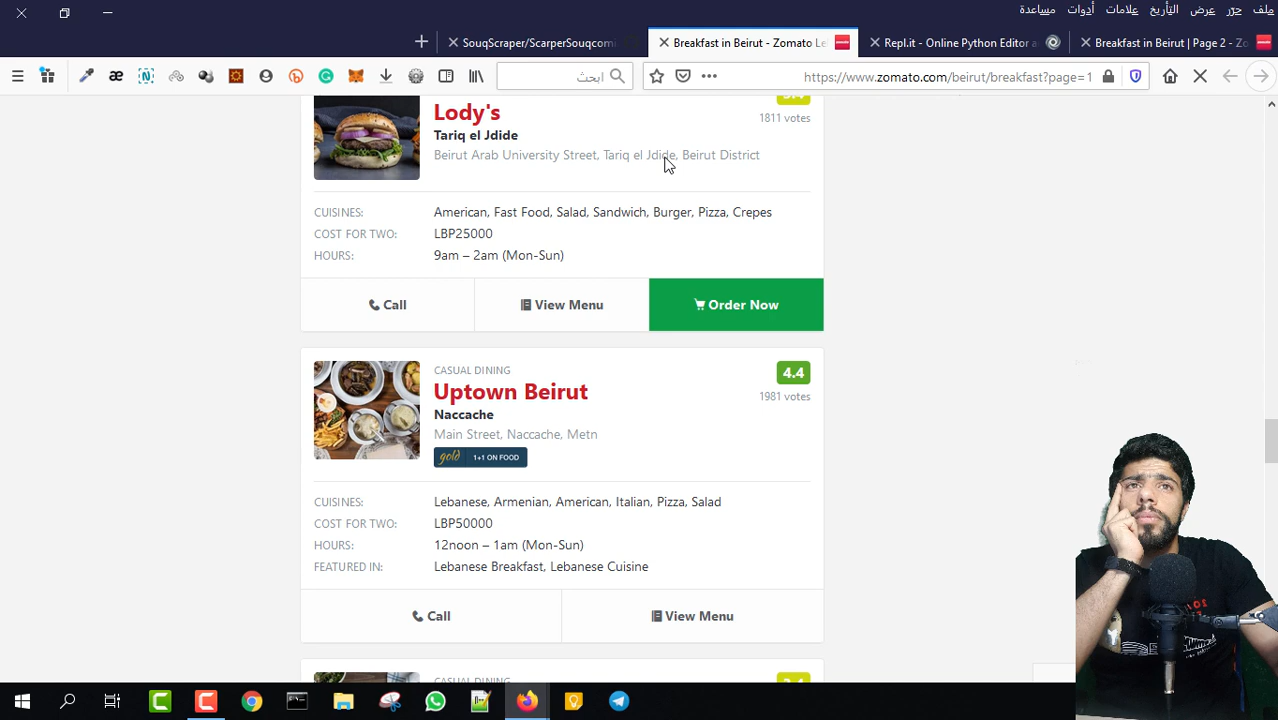 ملف
حرّر
عرض
التأريخ
علامات
أدوات
مساعدة
SouqScraper/ScarperSouqcomi
Breakfast in Beirut - Zomato Le
Repl.it - Online Python Editor a
Breakfast in Beirut | Page 2 - Zo
ابحث
https://www.zomato.com/beirut/breakfast?page=1
Lody's
1811 votes
Tariq el Jdide
Beirut Arab University Street, Tariq el Jdide, Beirut District
CUISINES: American, Fast Food, Salad, Sandwich, Burger, Pizza, Crepes
COST FOR TWO: LBP25000
HOURS: 9am – 2am (Mon-Sun)
Call
View Menu
Order Now
CASUAL DINING
4.4
Uptown Beirut
1981 votes
Naccache
Main Street, Naccache, Metn
gold 1+1 ON FOOD
CUISINES: Lebanese, Armenian, American, Italian, Pizza, Salad
COST FOR TWO: LBP50000
HOURS: 12noon – 1am (Mon-Sun)
FEATURED IN: Lebanese Breakfast, Lebanese Cuisine
Call
View Menu